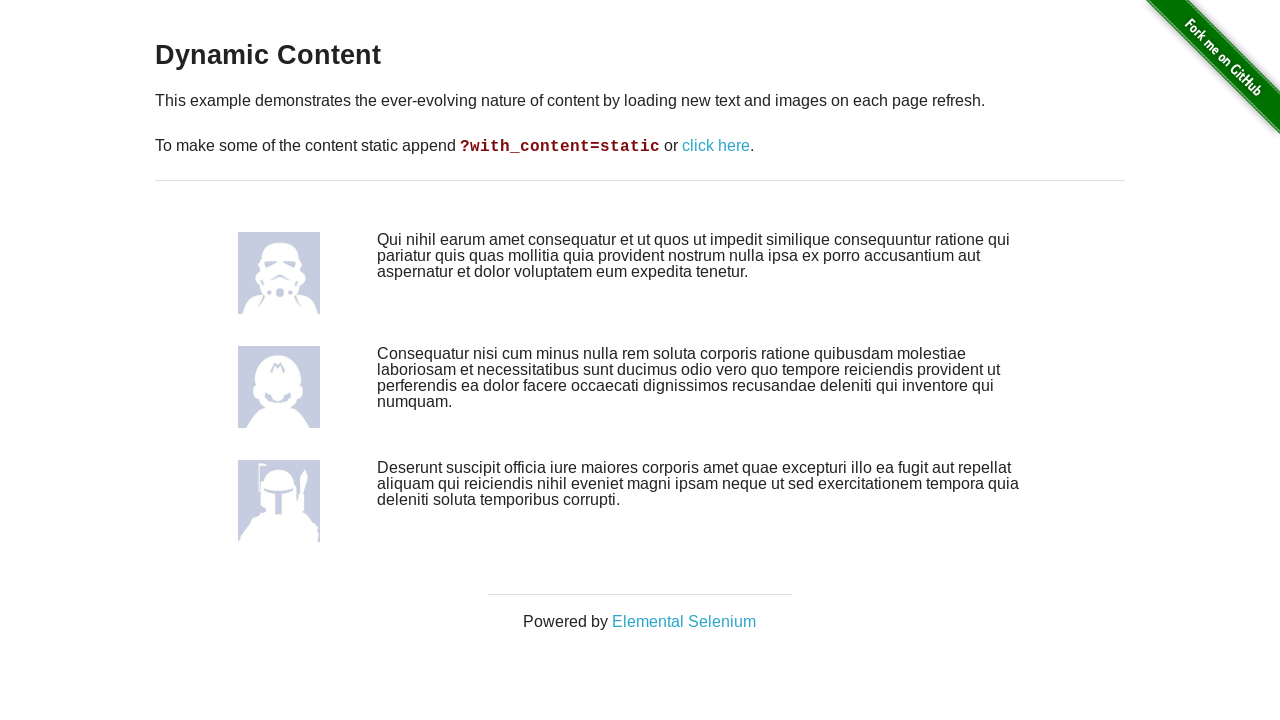 Dynamic Content
Fork me on GitHub
This example demonstrates the ever-evolving nature of content by loading new text and images on each page refresh.
To make some of the content static append ?with_content=static or click here.
Qui nihil earum amet consequatur et ut quos ut impedit similique consequuntur ratione qui
pariatur quis quas mollitia quia provident nostrum nulla ipsa ex porro accusantium aut
aspernatur et dolor voluptatem eum expedita tenetur.
Consequatur nisi cum minus nulla rem soluta corporis ratione quibusdam molestiae
laboriosam et necessitatibus sunt ducimus odio vero quo tempore reiciendis provident ut
perferendis ea dolor facere occaecati dignissimos recusandae deleniti qui inventore qui
numquam.
Deserunt suscipit officia iure maiores corporis amet quae excepturi illo ea fugit aut repellat
aliquam qui reiciendis nihil eveniet magni ipsam neque ut sed exercitationem tempora quia
deleniti soluta temporibus corrupti.
Powered by Elemental Selenium